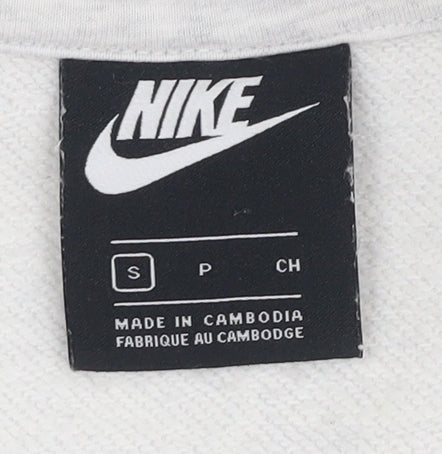 NIKE
S P CH
MADE IN CAMBODIA
FABRIQUE AU CAMBODGE